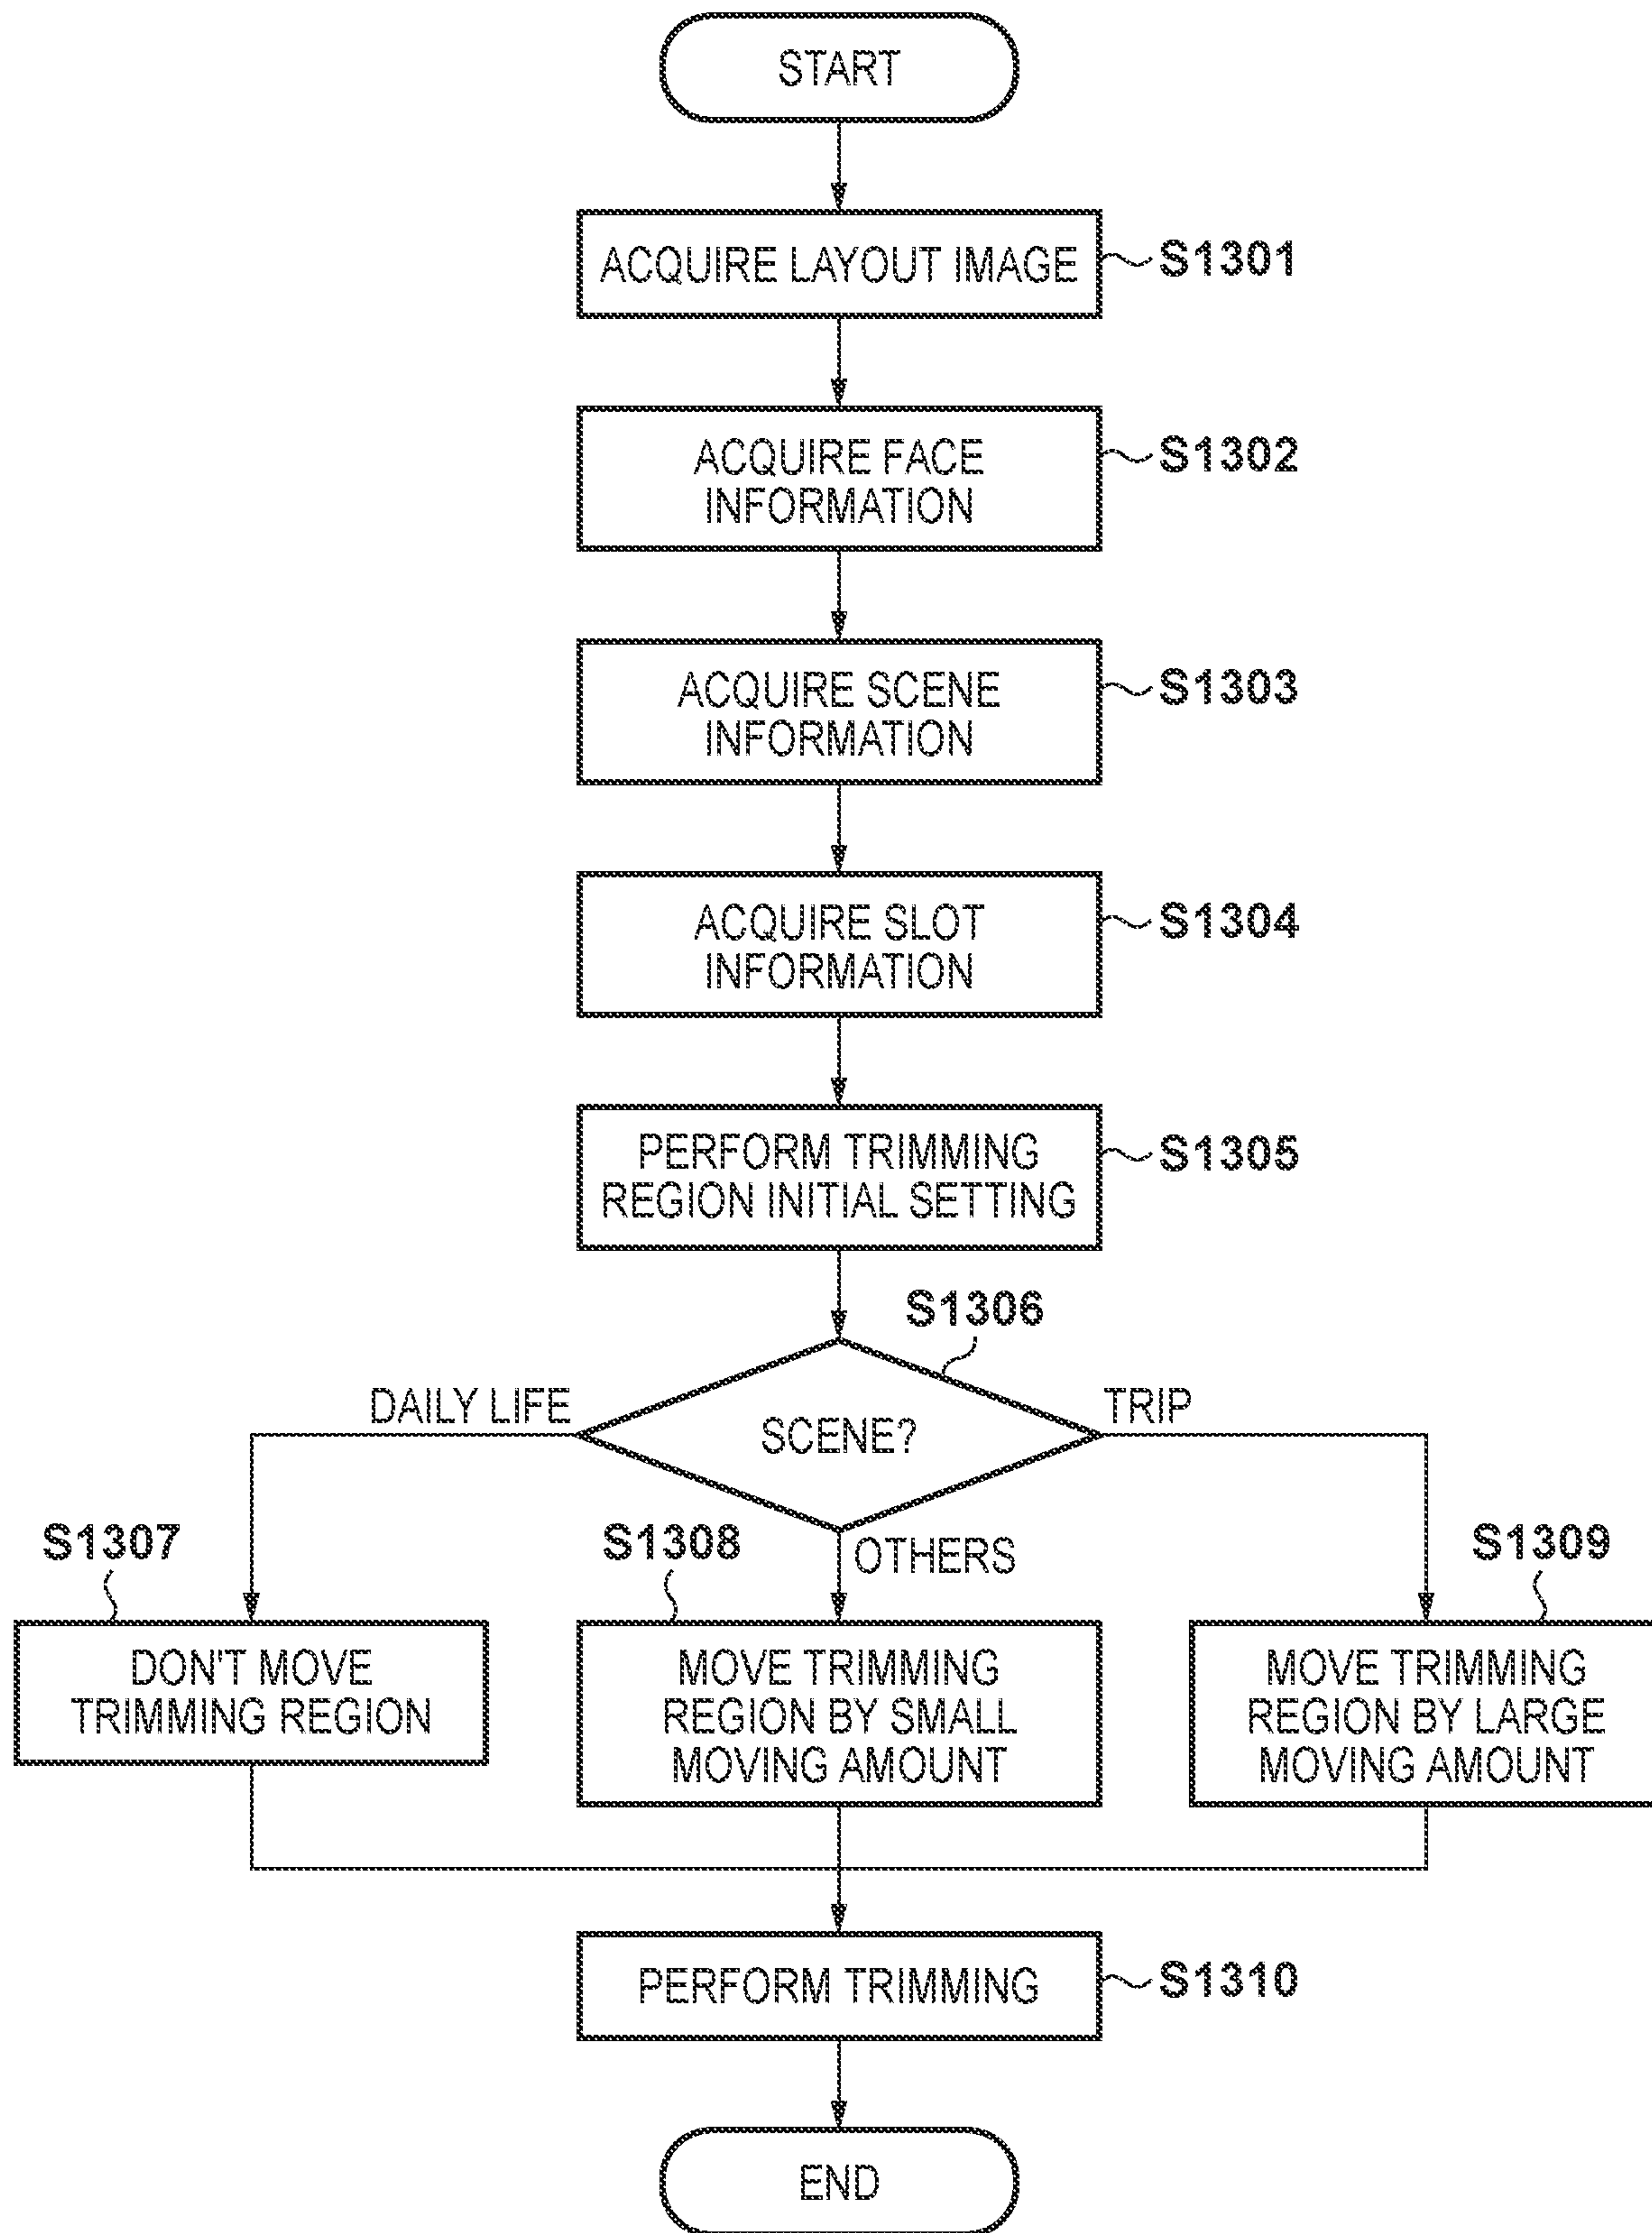 START
ACQUIRE LAYOUT IMAGE
S1301
ACQUIRE FACE
INFORMATION
S1302
ACQUIRE SCENE
INFORMATION
S1303
ACQUIRE SLOT
INFORMATION
S1304
PERFORM TRIMMING
REGION INITIAL SETTING
S1305
S1306
DAILY LIFE
SCENE?
TRIP
OTHERS
S1307
DON'T MOVE
TRIMMING REGION
S1308
MOVE TRIMMING
REGION BY SMALL
MOVING AMOUNT
S1309
MOVE TRIMMING
REGION BY LARGE
MOVING AMOUNT
PERFORM TRIMMING
S1310
END